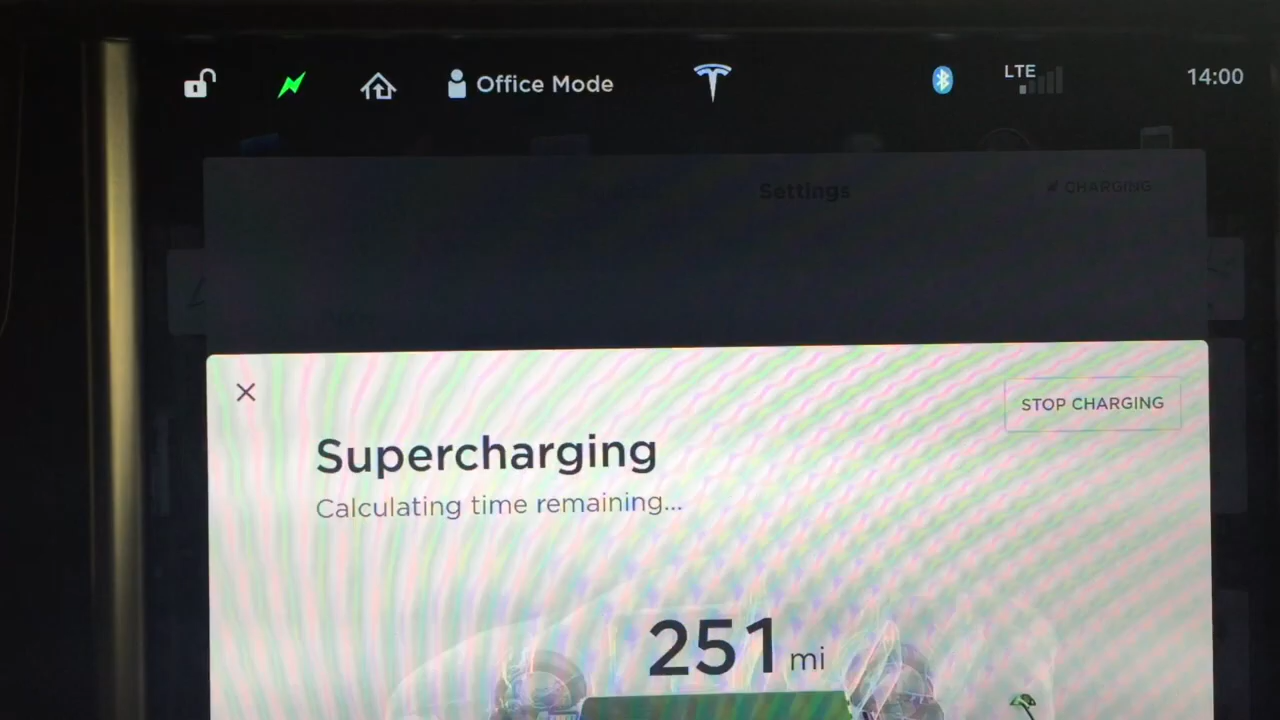 Office Mode
LTE
14:00
Settings
CHARGING
STOP CHARGING
Supercharging
Calculating time remaining...
251 mi